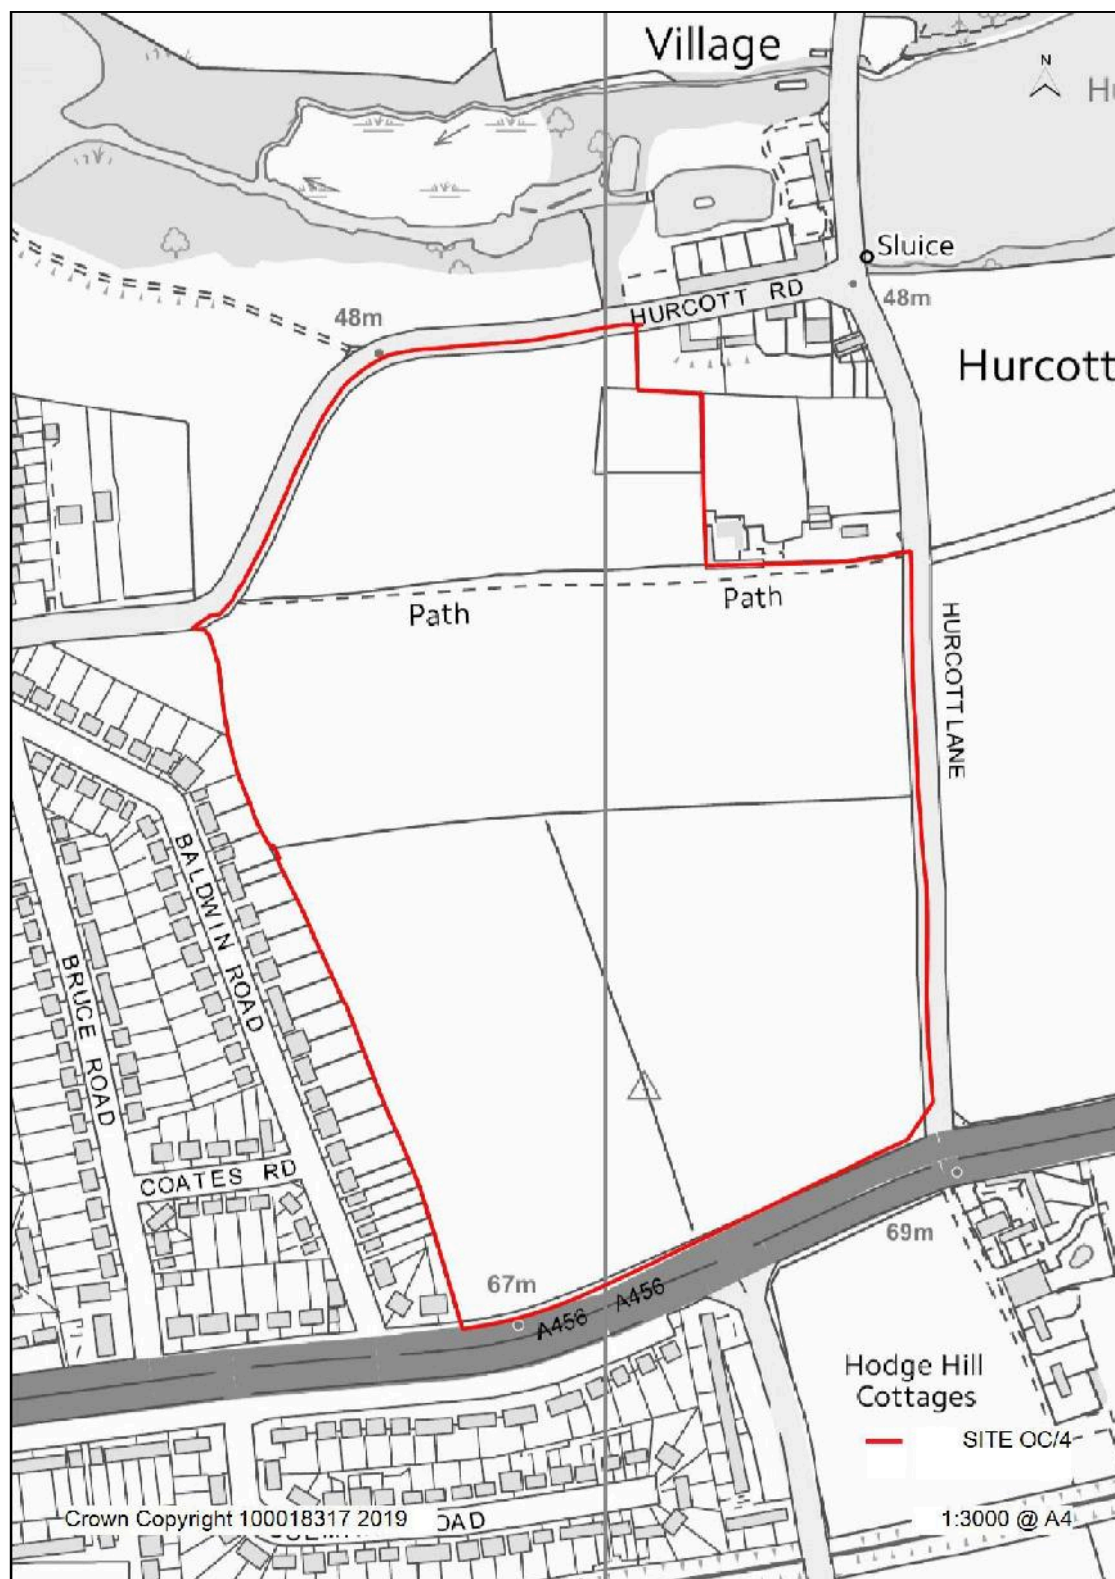 Village
N
Sluice
48m
HURCOTT RD
48m
Hurcott
Path
Path
HURCOTT LANE
BALDWIN ROAD
BRUCE ROAD
COATES RD
69m
67m
A456
A456
Hodge Hill
Cottages
SITE OC/4
Crown Copyright 100018317 2019
OAD
1:3000 @ A4